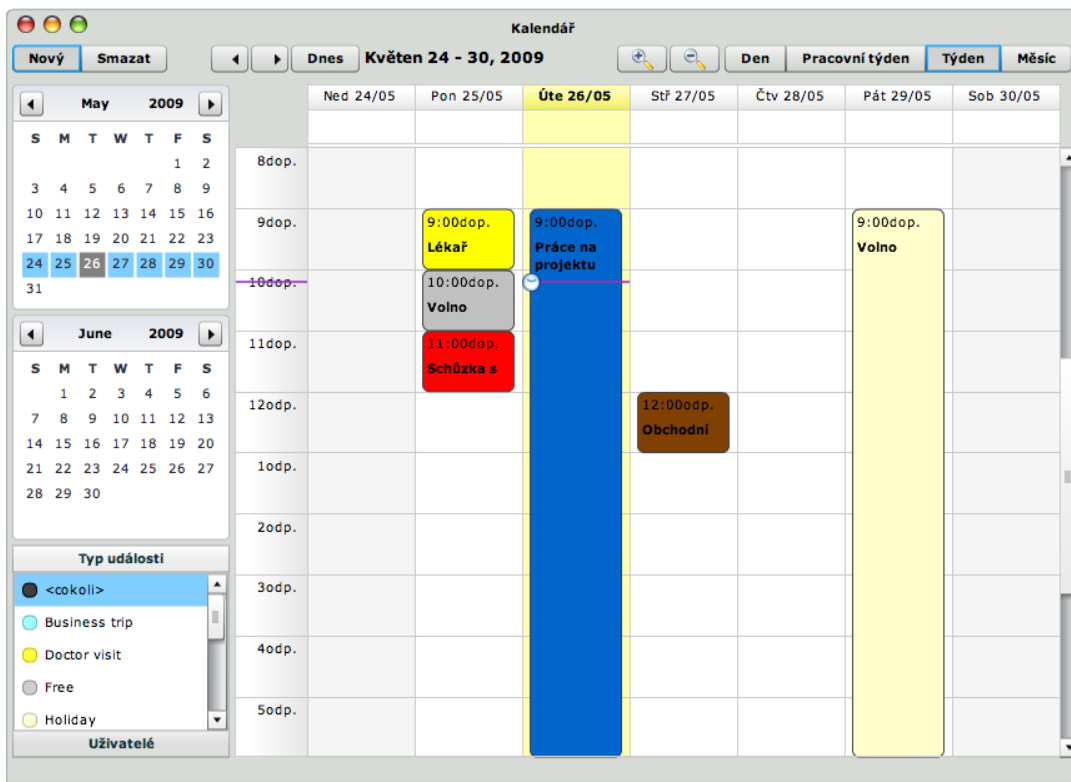 Kalendář
Nový Smazat Dnes Květen 24 - 30, 2009 Den Pracovní týden Týden Měsíc
May 2009
S M T W T F S
1 2
3 4 5 6 7 8 9
10 11 12 13 14 15 16
17 18 19 20 21 22 23
24 25 26 27 28 29 30
31
June 2009
S M T W T F S
1 2 3 4 5 6
7 8 9 10 11 12 13
14 15 16 17 18 19 20
21 22 23 24 25 26 27
28 29 30
Typ události
<cokoli>
Business trip
Doctor visit
Free
Holiday
Uživatelé
Ned 24/05 Pon 25/05 Úte 26/05 Stř 27/05 Čtv 28/05 Pát 29/05 Sob 30/05
8dop.
9dop.
10dop.
11dop.
12odp.
1odp.
2odp.
3odp.
4odp.
5odp.
9:00dop.
Lékař
10:00dop.
Volno
11:00dop.
Schůzka s
9:00dop.
Práce na
projektu
12:00odp.
Obchodní
9:00dop.
Volno